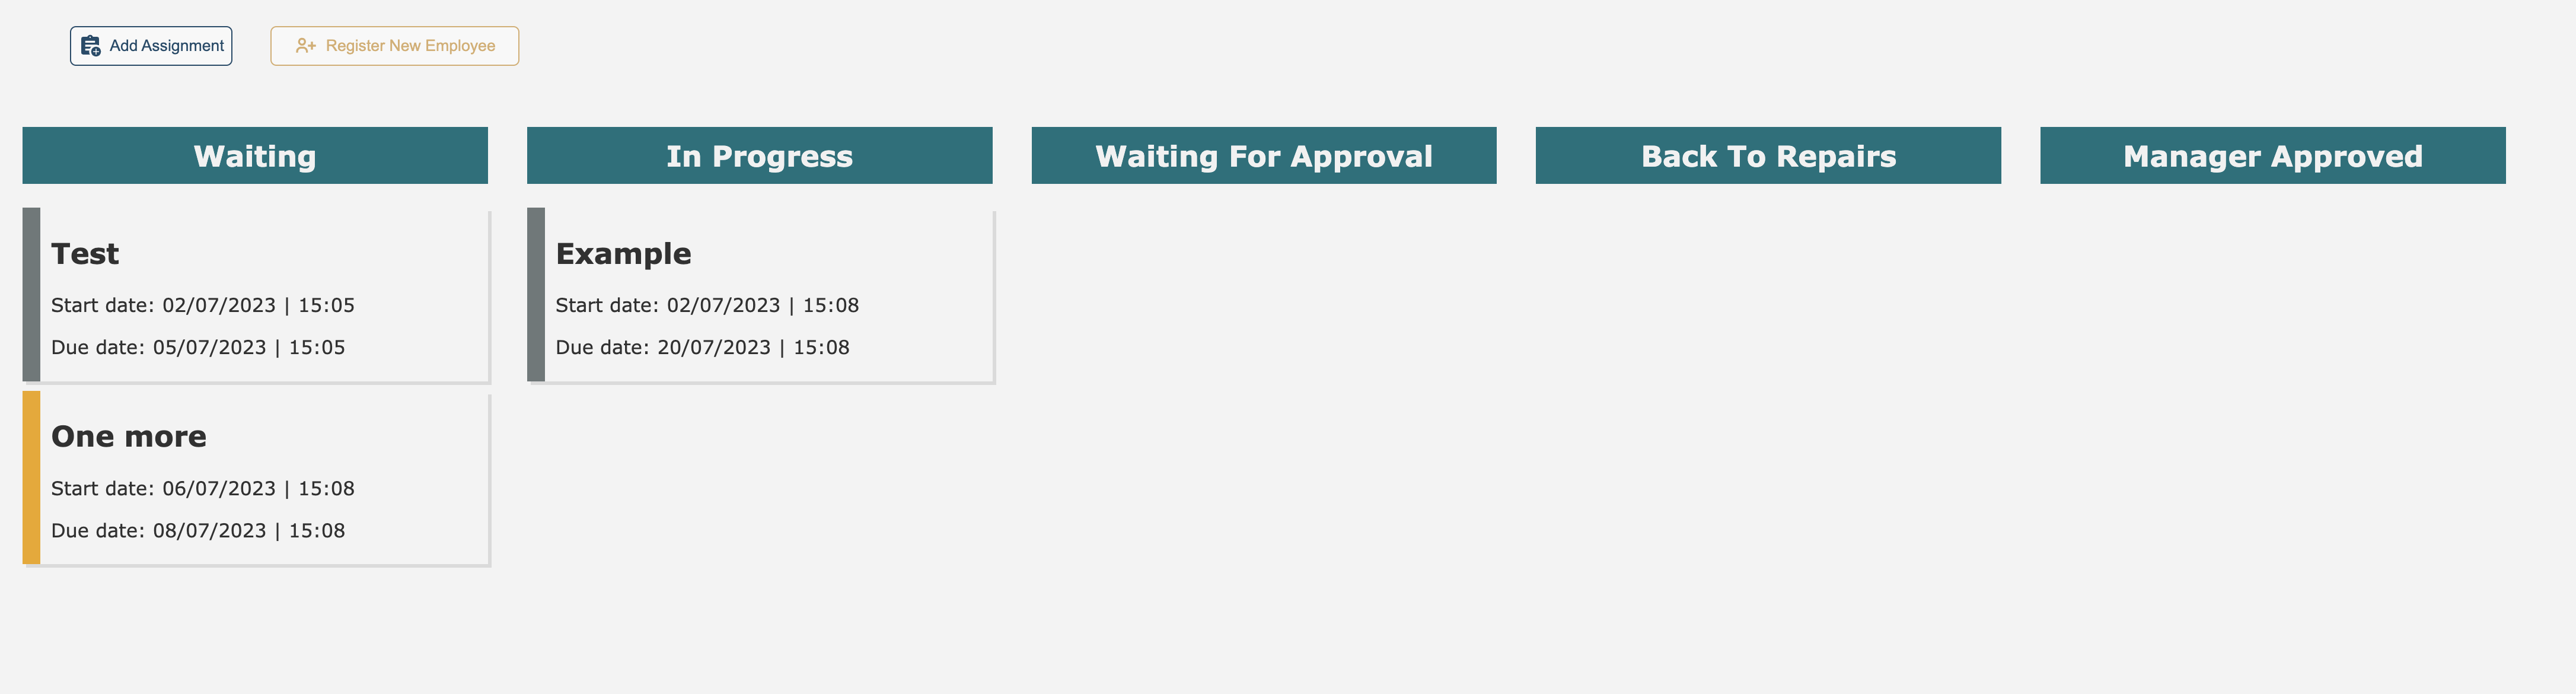 Add Assignment
Register New Employee
Waiting
In Progress
Waiting For Approval
Back To Repairs
Manager Approved
Test
Start date: 02/07/2023 | 15:05
Due date: 05/07/2023 | 15:05
One more
Start date: 06/07/2023 | 15:08
Due date: 08/07/2023 | 15:08
Example
Start date: 02/07/2023 | 15:08
Due date: 20/07/2023 | 15:08